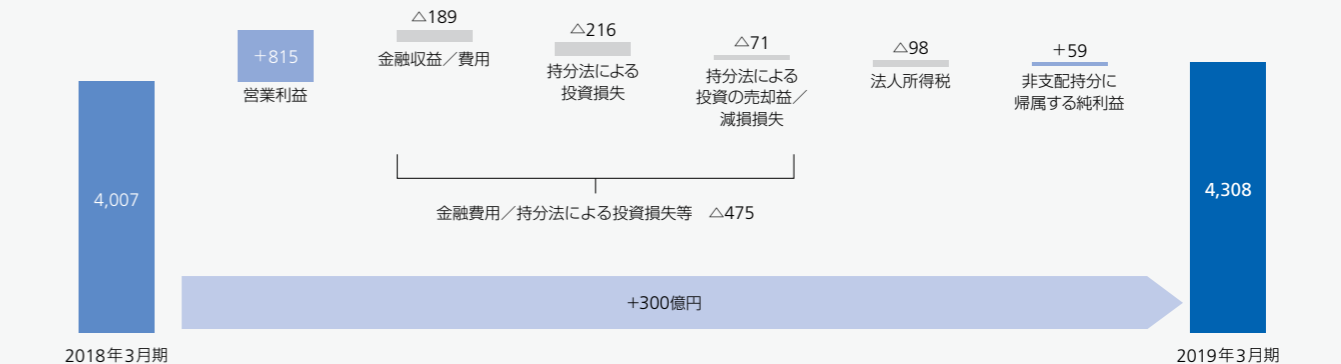 4,007
2018年3月期
+815
営業利益
△189
金融収益／費用
△216
持分法による
投資損失
△71
持分法による
投資の売却益／
減損損失
△98
法人所得税
+59
非支配持分に
帰属する純利益
金融費用／持分法による投資損失等　△475
+300億円
4,308
2019年3月期